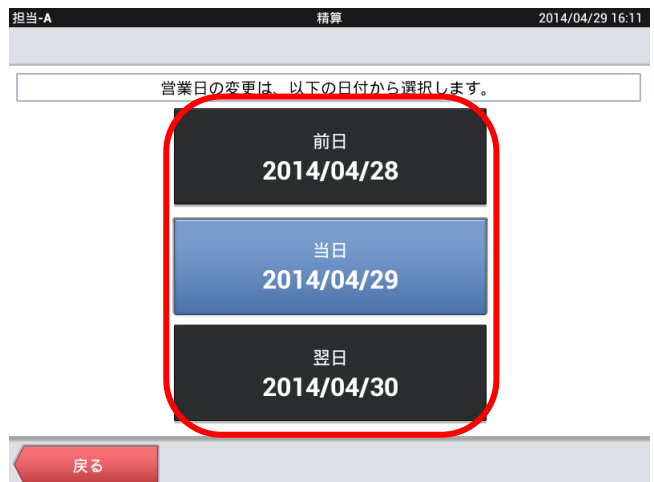 担当-A 精算 2014/04/29 16:11
営業日の変更は、以下の日付から選択します。
前日
2014/04/28
当日
2014/04/29
翌日
2014/04/30
戻る